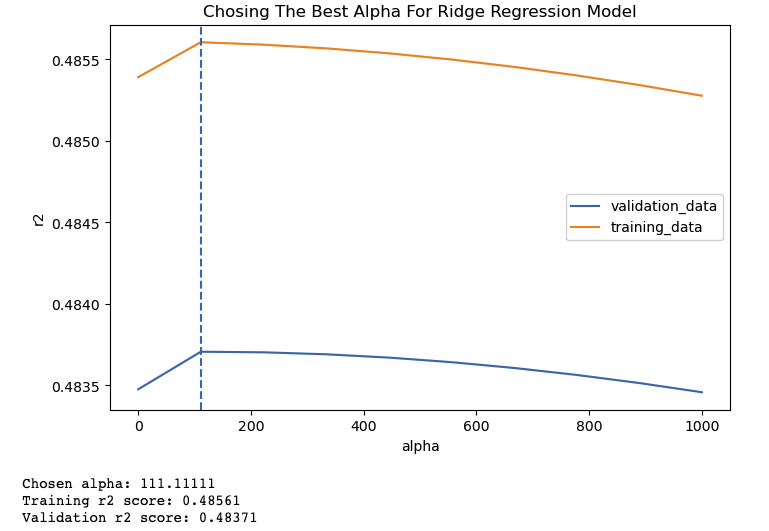 Chosing The Best Alpha For Ridge Regression Model
0.4855
0.4850
0.4845
0.4840
0.4835
r2
validation_data
training_data
0 200 400 600 800 1000
alpha
Chosen alpha: 111.11111
Training r2 score: 0.48561
Validation r2 score: 0.48371